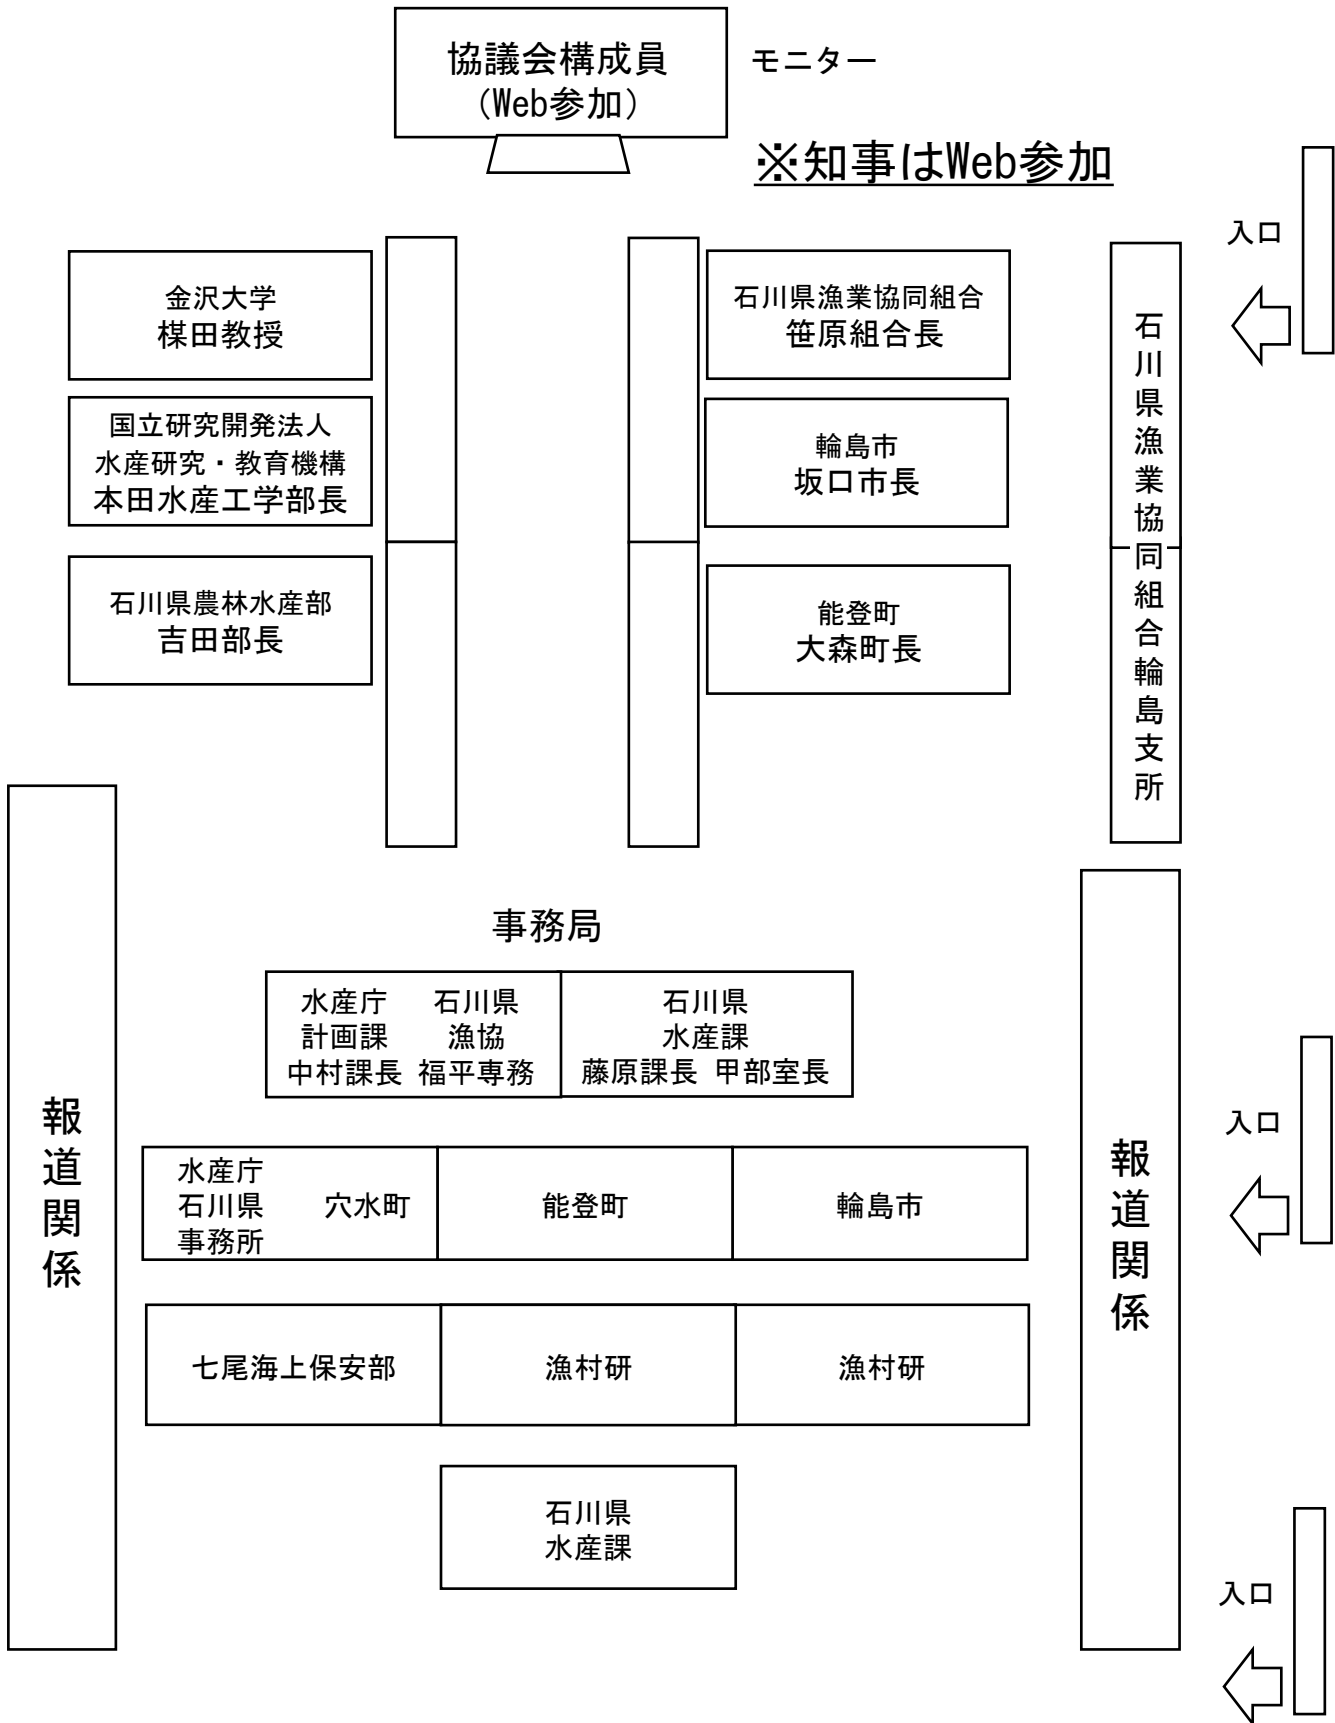 協議会構成員
(Web参加)
モニター
※知事はWeb参加
入口
金沢大学
楳田教授
国立研究開発法人
水産研究・教育機構
本田水産工学部長
石川県農林水産部
吉田部長
石川県漁業協同組合
笹原組合長
輪島市
坂口市長
能登町
大森町長
石川県漁業協同組合輪島支所
事務局
水産庁
計画課
中村課長
石川県
漁協
福平専務
石川県
水産課
藤原課長 甲部室長
報道関係
水産庁
石川県
事務所
穴水町
能登町
輪島市
七尾海上保安部
漁村研
漁村研
石川県
水産課
報道関係
入口
入口